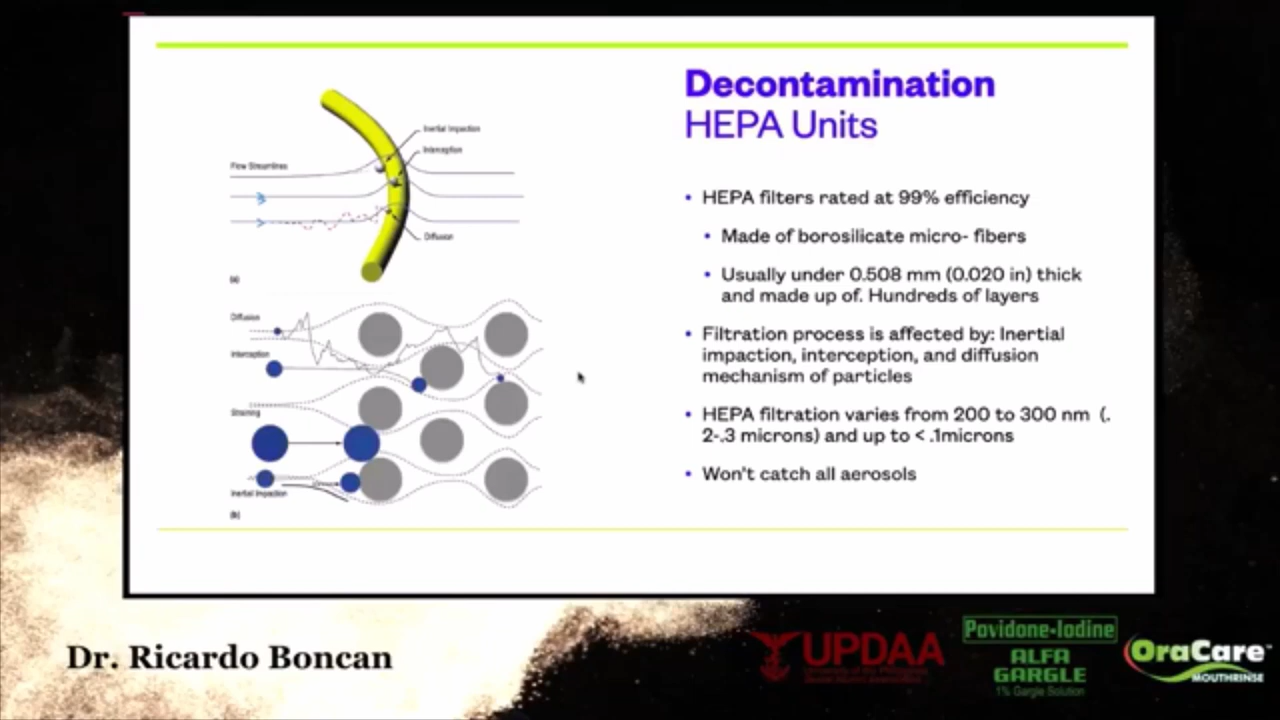 Decontamination
HEPA Units
• HEPA filters rated at 99% efficiency
• Made of borosilicate micro- fibers
• Usually under 0.508 mm (0.020 in) thick
and made up of. Hundreds of layers
• Filtration process is affected by: Inertial
impaction, interception, and diffusion
mechanism of particles
• HEPA filtration varies from 200 to 300 nm (.
2-.3 microns) and up to < .1microns
• Won't catch all aerosols
Inertial Impaction
Interception
Flow Streamlines
Diffusion
(a)
Diffusion
Interception
Straining
Inertial Impaction
(b)
Dr. Ricardo Boncan
UPDAA
Povidone-Iodine
ALFA
GARGLE
1% Gargle Solution
OraCare
MOUTHRINSE